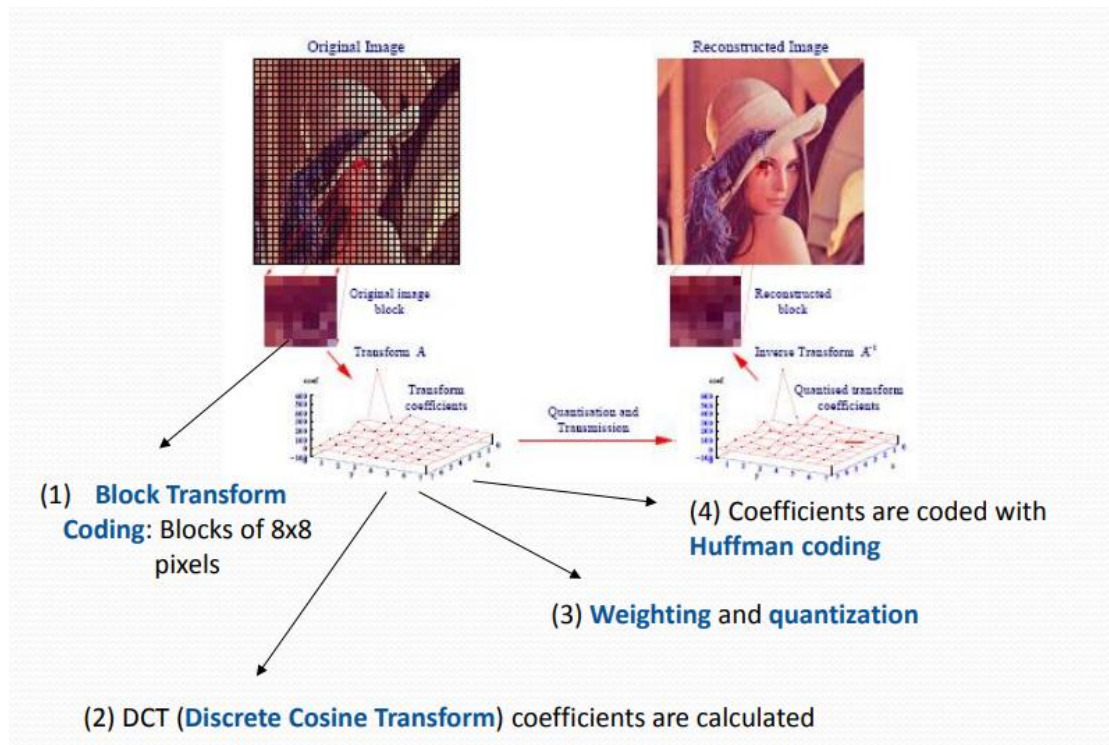 Original Image
Reconstructed Image
Original image
block
Reconstructed
block
Transform A
Inverse Transform A⁻¹
coef
Transform
coefficients
Quantisation and
Transmission
coef
Quantised transform
coefficients
(1) Block Transform
Coding: Blocks of 8x8
pixels
(4) Coefficients are coded with
Huffman coding
(3) Weighting and quantization
(2) DCT (Discrete Cosine Transform) coefficients are calculated